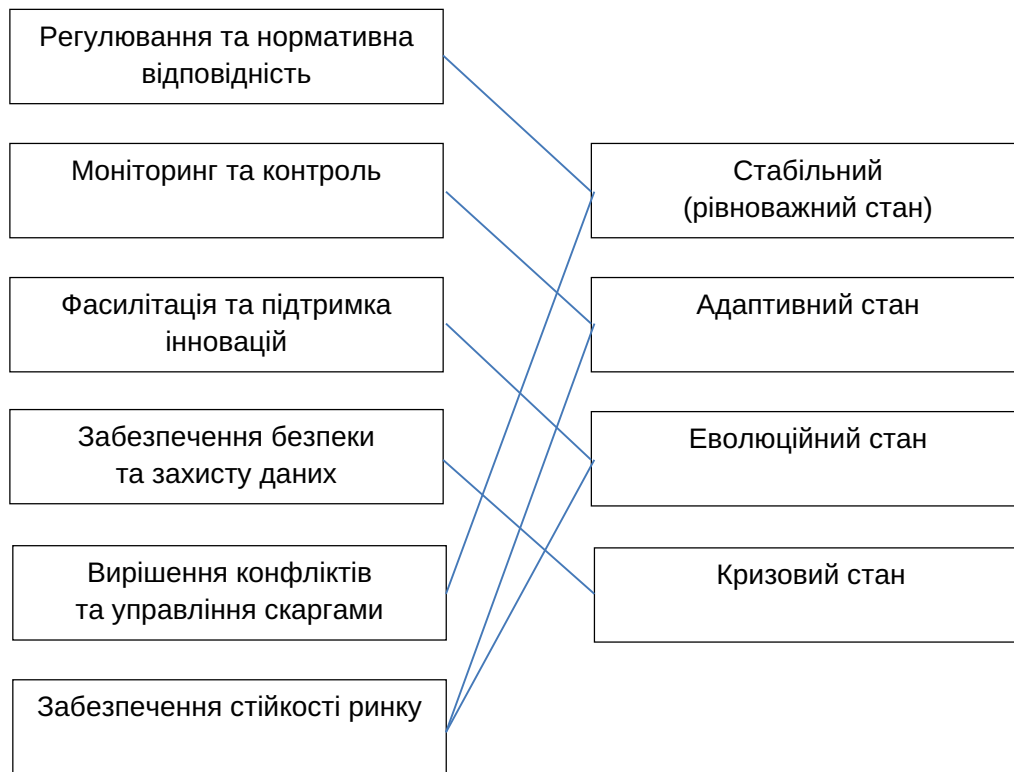 Регулювання та нормативна
відповідність
Моніторинг та контроль
Фасилітація та підтримка
інновацій
Забезпечення безпеки
та захисту даних
Вирішення конфліктів
та управління скаргами
Забезпечення стійкості ринку
Стабільний
(рівноважний стан)
Адаптивний стан
Еволюційний стан
Кризовий стан